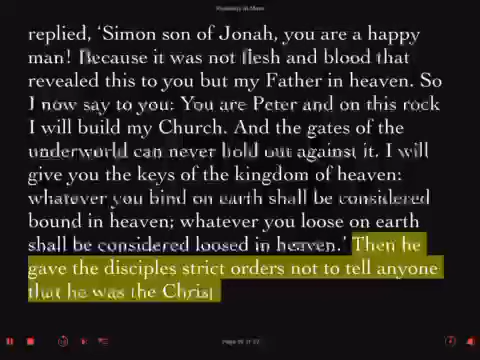 replied, ‘Simon son of Jonah, you are a happy
man! Because it was not flesh and blood that
revealed this to you but my Father in heaven. So
I now say to you: You are Peter and on this rock
I will build my Church. And the gates of the
underworld can never hold out against it. I will
give you the keys of the kingdom of heaven:
whatever you bind on earth shall be considered
bound in heaven; whatever you loose on earth
shall be considered loosed in heaven.’ Then he
gave the disciples strict orders not to tell anyone
that he was the Chris